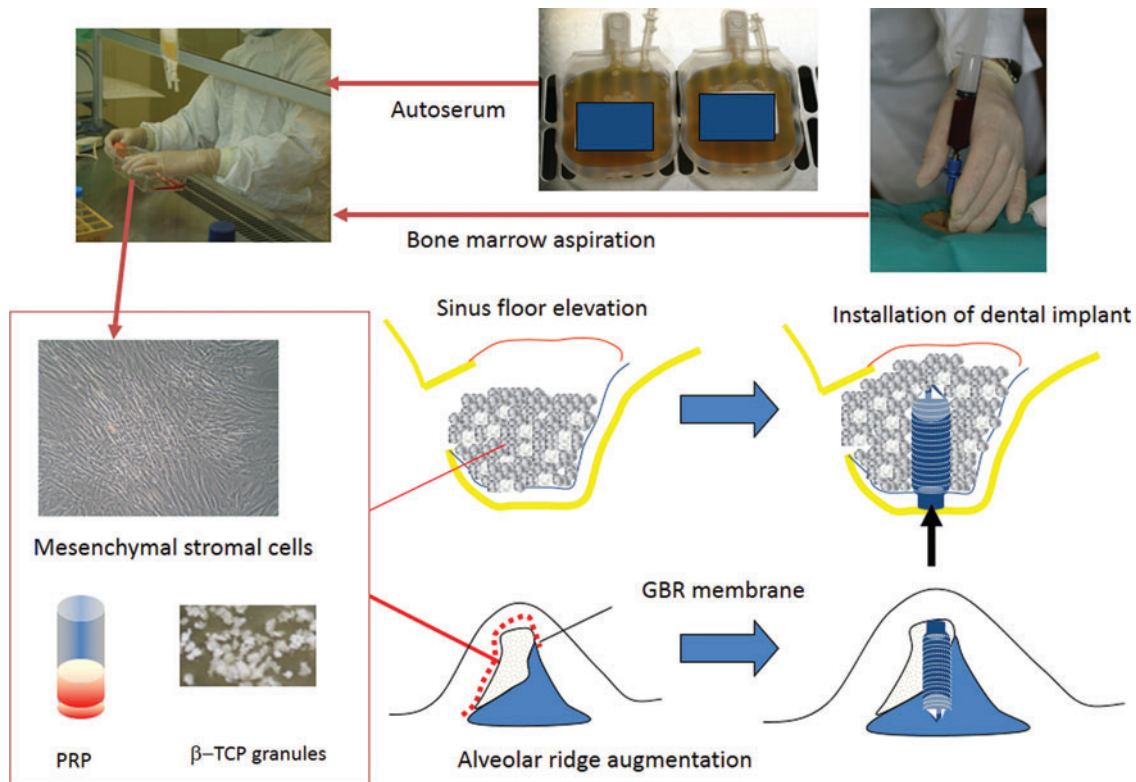 Autoserum
Bone marrow aspiration
Sinus floor elevation
Installation of dental implant
Mesenchymal stromal cells
GBR membrane
PRP
β–TCP granules
Alveolar ridge augmentation